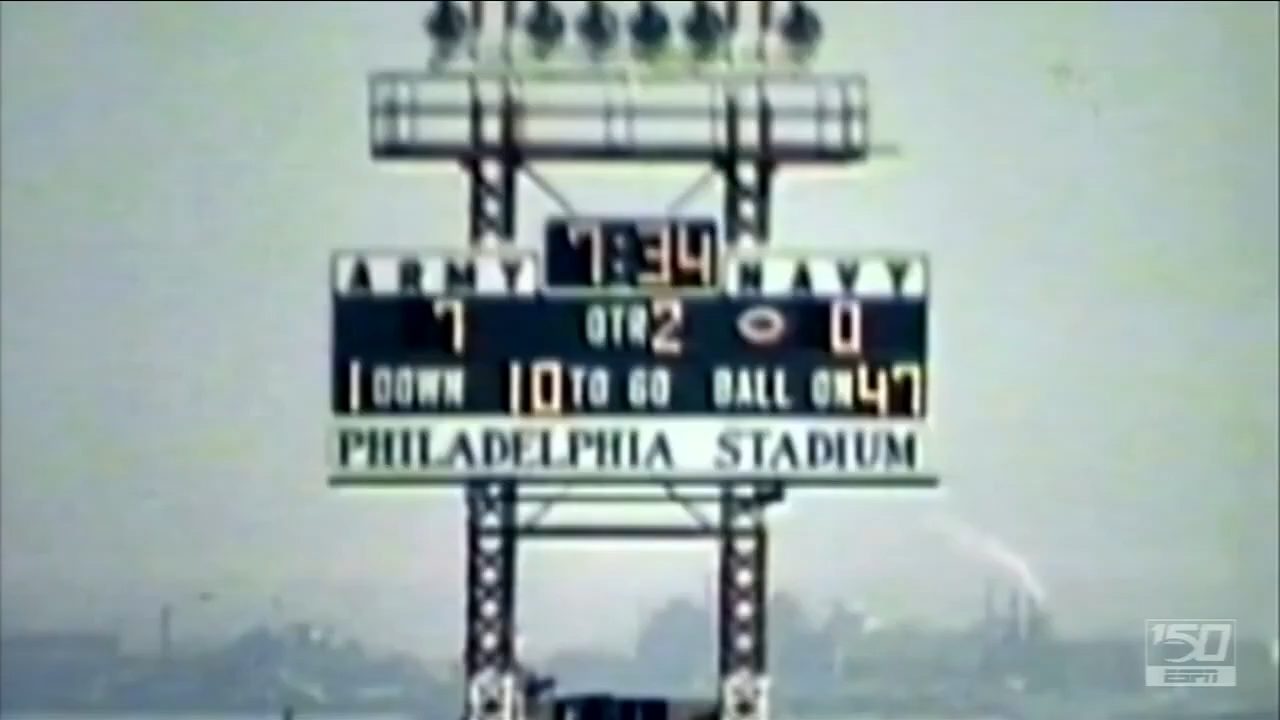 7:34
ARMY NAVY
7 QTR 2 0
1 DOWN 10 TO GO BALL ON 47
PHILADELPHIA STADIUM
150
ESPN